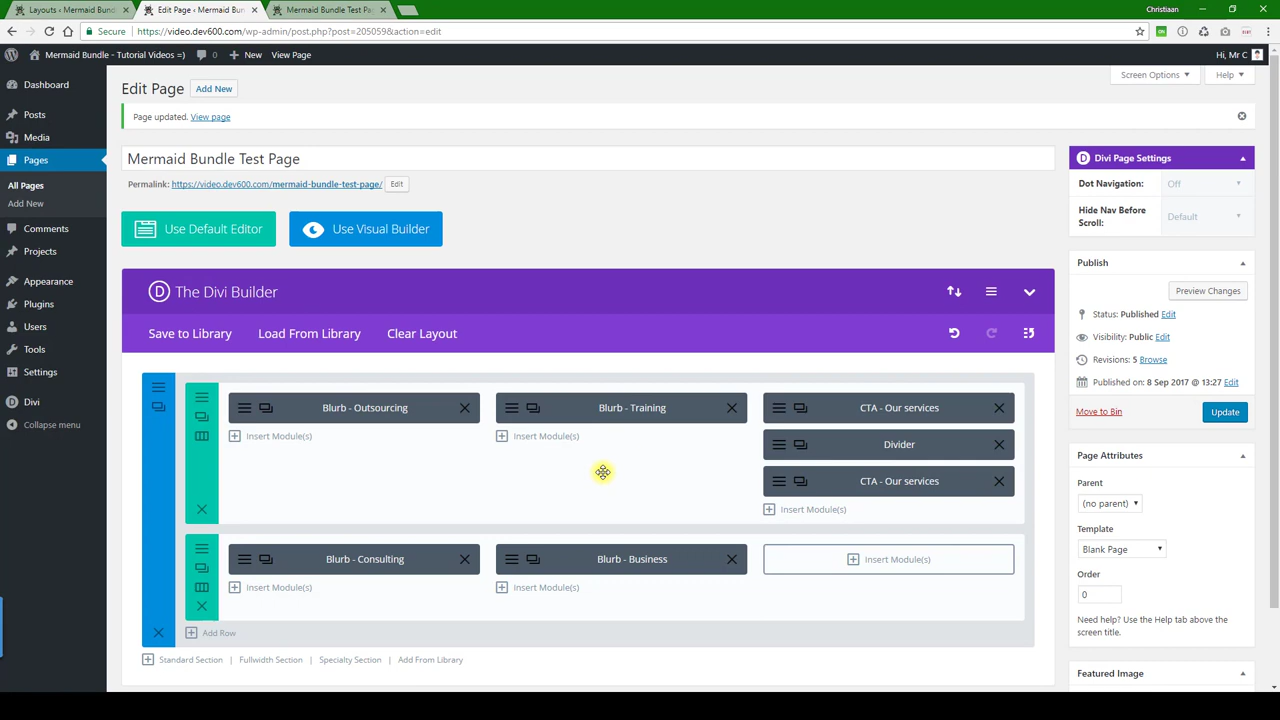 Layouts ‹ Mermaid Bund
Edit Page ‹ Mermaid Bun
Mermaid Bundle Test Pa
Christiaan
Secure
https://video.dev600.com/wp-admin/post.php?post=205059&action=edit
Mermaid Bundle - Tutorial Videos =)
0
New
View Page
Hi, Mr C
Dashboard
Posts
Media
Pages
All Pages
Add New
Comments
Projects
Appearance
Plugins
Users
Tools
Settings
Divi
Collapse menu
Screen Options
Help
Edit Page
Add New
Page updated. View page
Mermaid Bundle Test Page
Permalink: https://video.dev600.com/mermaid-bundle-test-page/ Edit
Use Default Editor
Use Visual Builder
The Divi Builder
Save to Library
Load From Library
Clear Layout
Blurb - Outsourcing
Blurb - Training
CTA - Our services
Insert Module(s)
Insert Module(s)
Divider
CTA - Our services
Insert Module(s)
Blurb - Consulting
Blurb - Business
Insert Module(s)
Insert Module(s)
Insert Module(s)
Add Row
Standard Section | Fullwidth Section | Specialty Section | Add From Library
Divi Page Settings
Dot Navigation:
Off
Hide Nav Before
Scroll:
Default
Publish
Preview Changes
Status: Published Edit
Visibility: Public Edit
Revisions: 5 Browse
Published on: 8 Sep 2017 @ 13:27 Edit
Move to Bin
Update
Page Attributes
Parent
(no parent)
Template
Blank Page
Order
0
Need help? Use the Help tab above the
screen title.
Featured Image